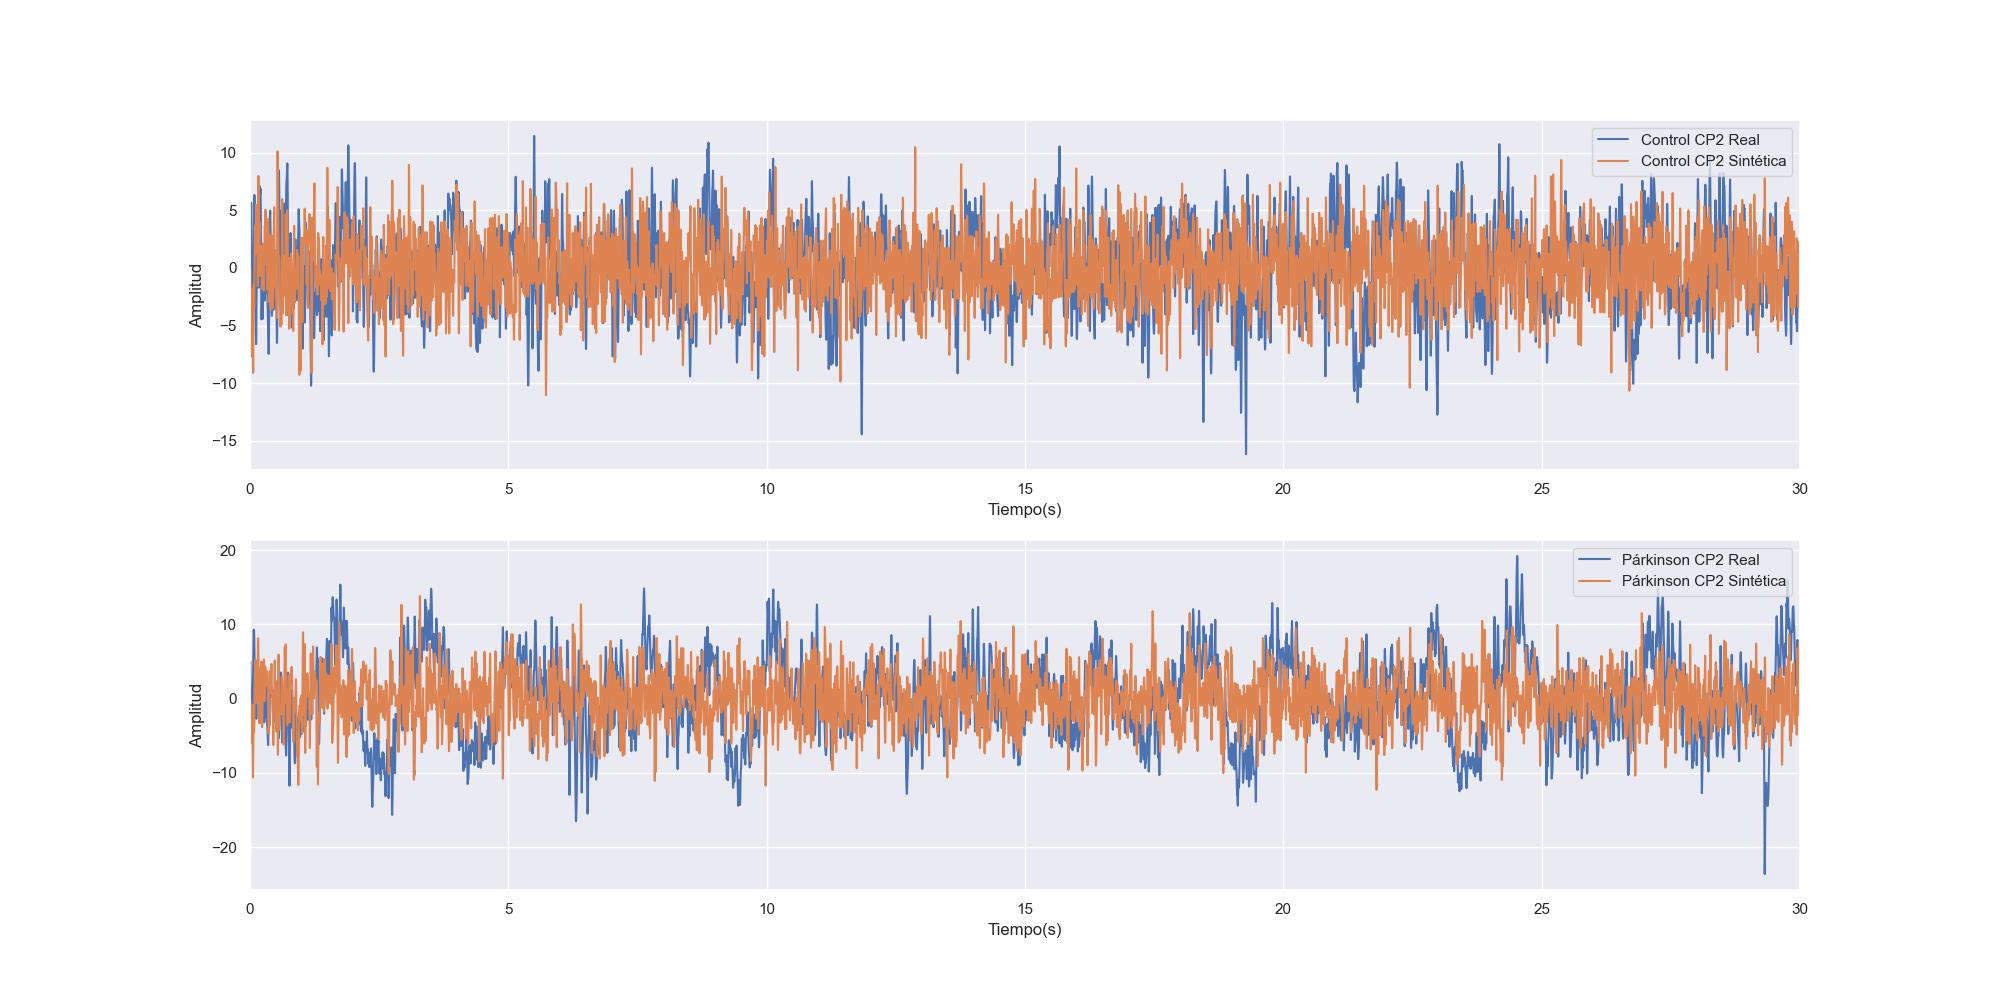 Control CP2 Real
Control CP2 Sintética
10
5
0
−5
−10
−15
Amplitud
0 5 10 15 20 25 30
Tiempo(s)
Párkinson CP2 Real
Párkinson CP2 Sintética
20
10
0
−10
−20
Amplitud
0 5 10 15 20 25 30
Tiempo(s)